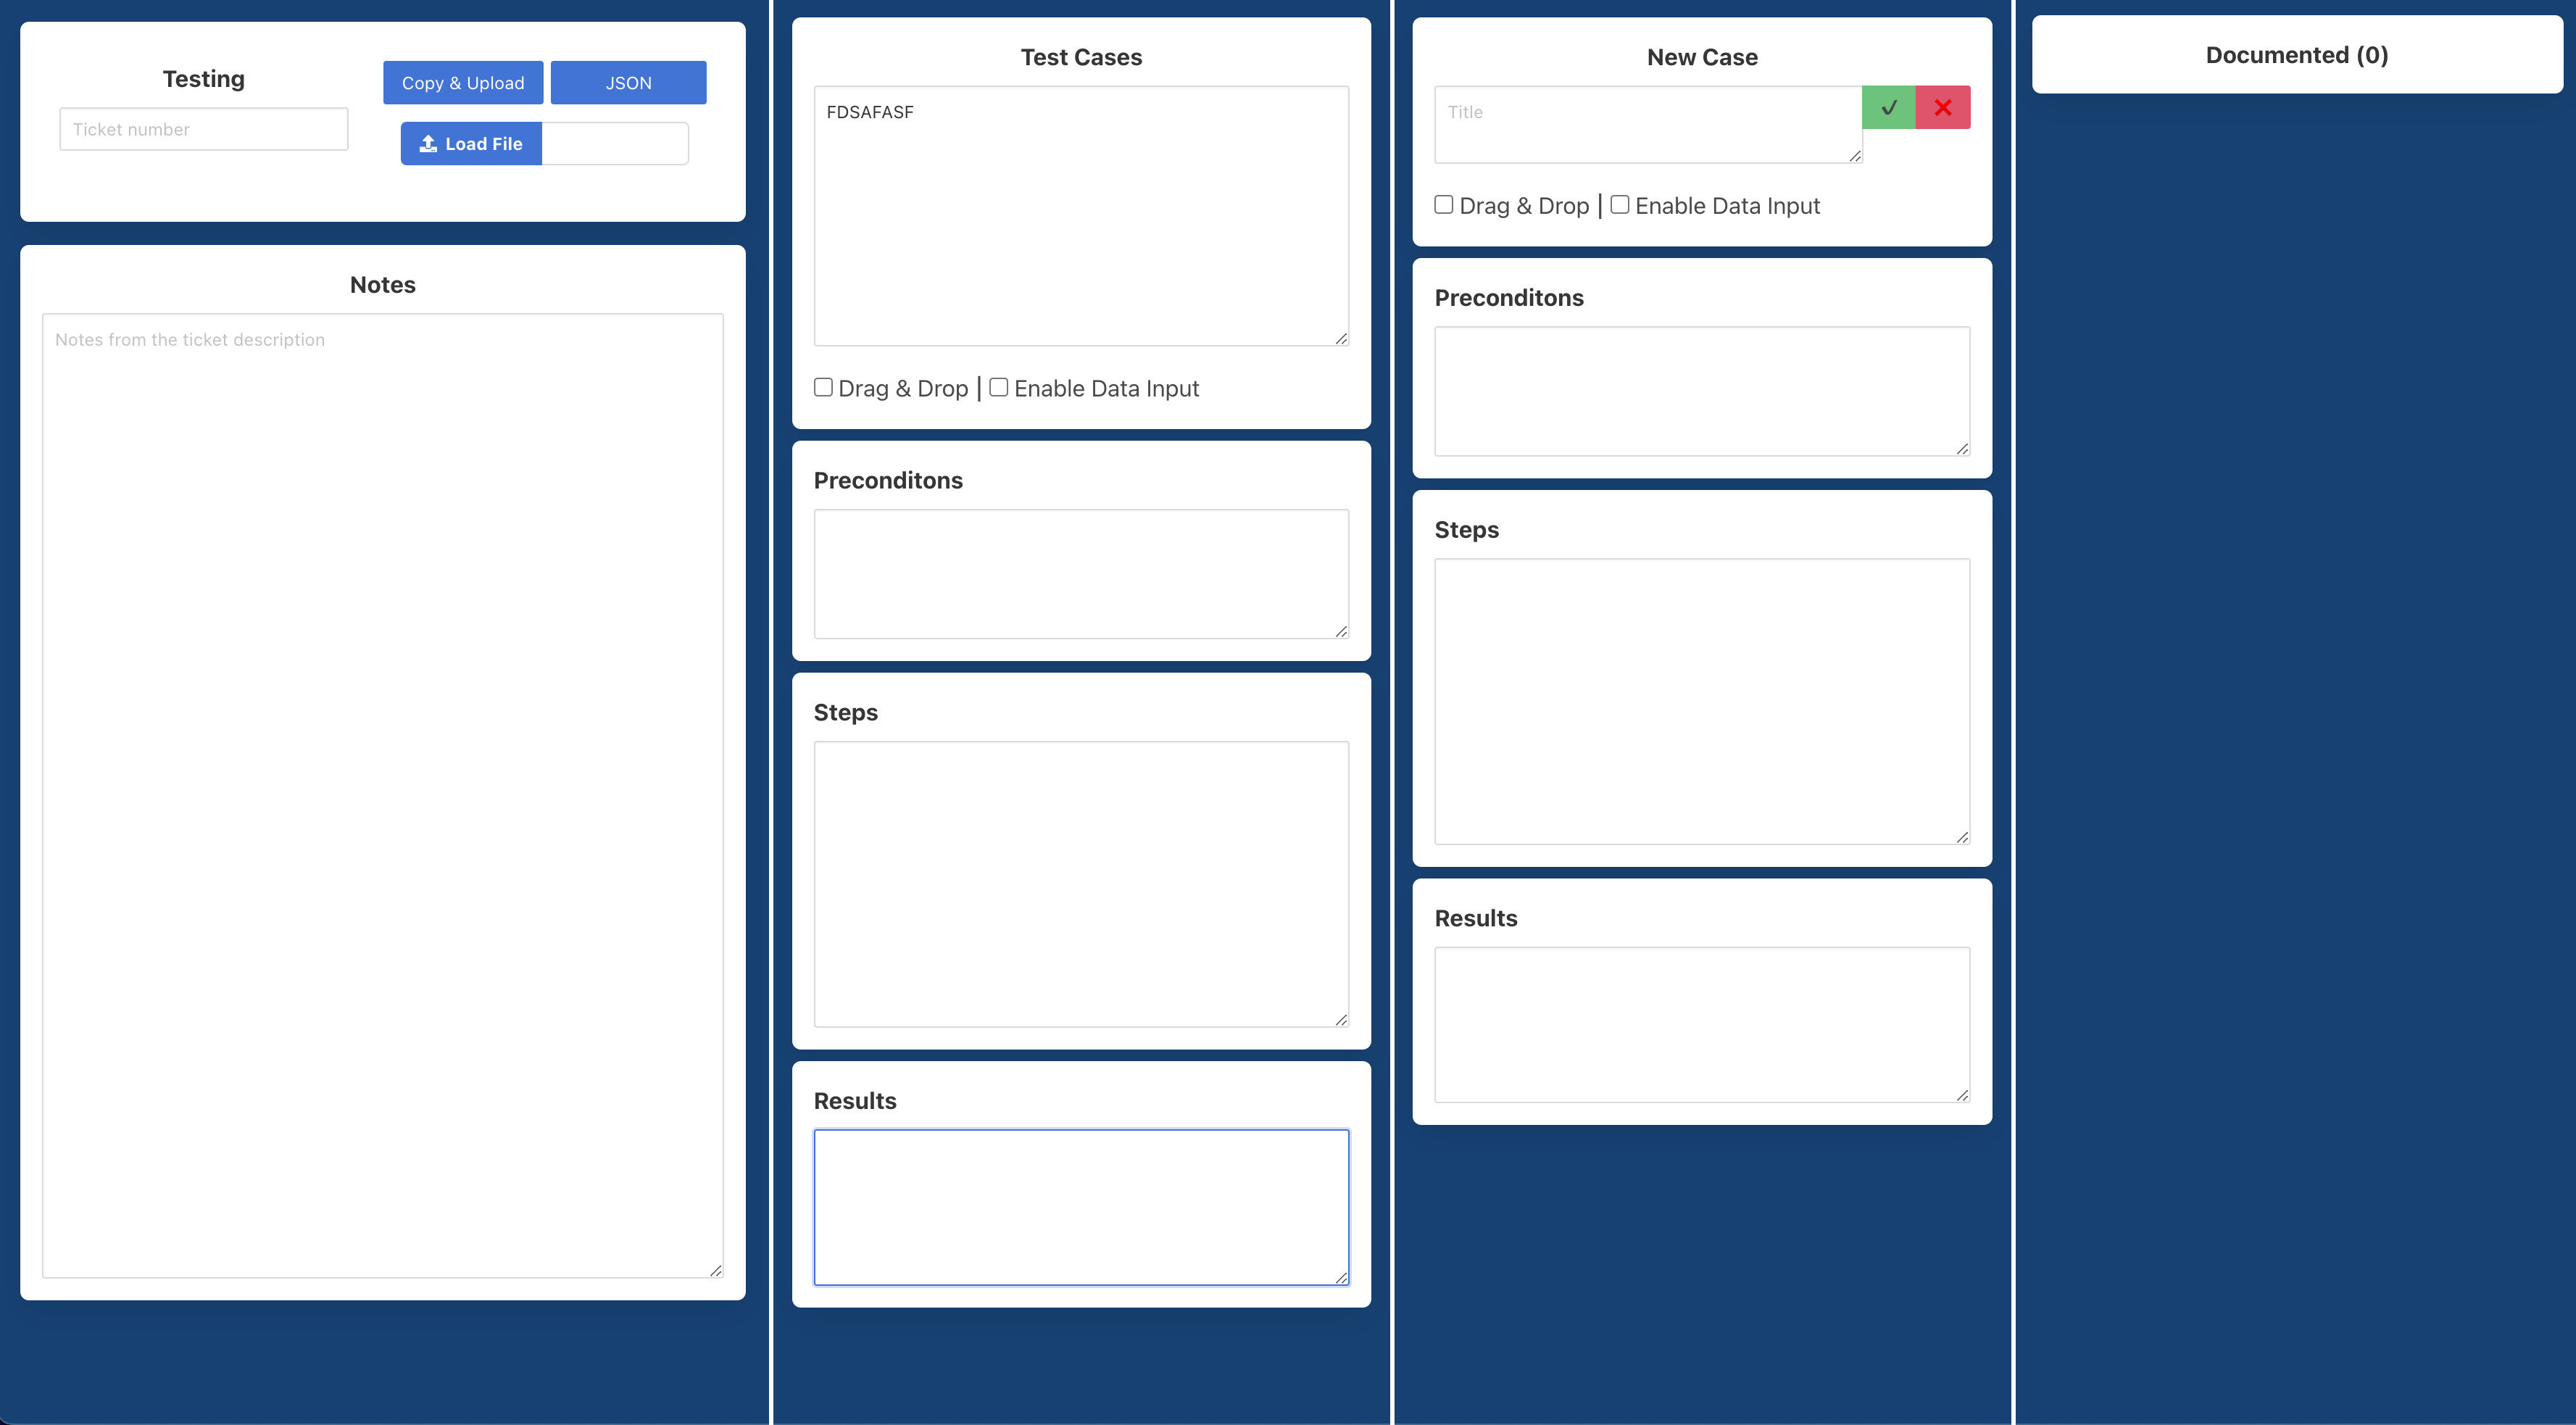 Testing
Ticket number
Copy & Upload
JSON
Load File
Notes
Notes from the ticket description
Test Cases
FDSAFASF
Drag & Drop | Enable Data Input
Preconditons
Steps
Results
New Case
Title
Drag & Drop | Enable Data Input
Preconditons
Steps
Results
Documented (0)